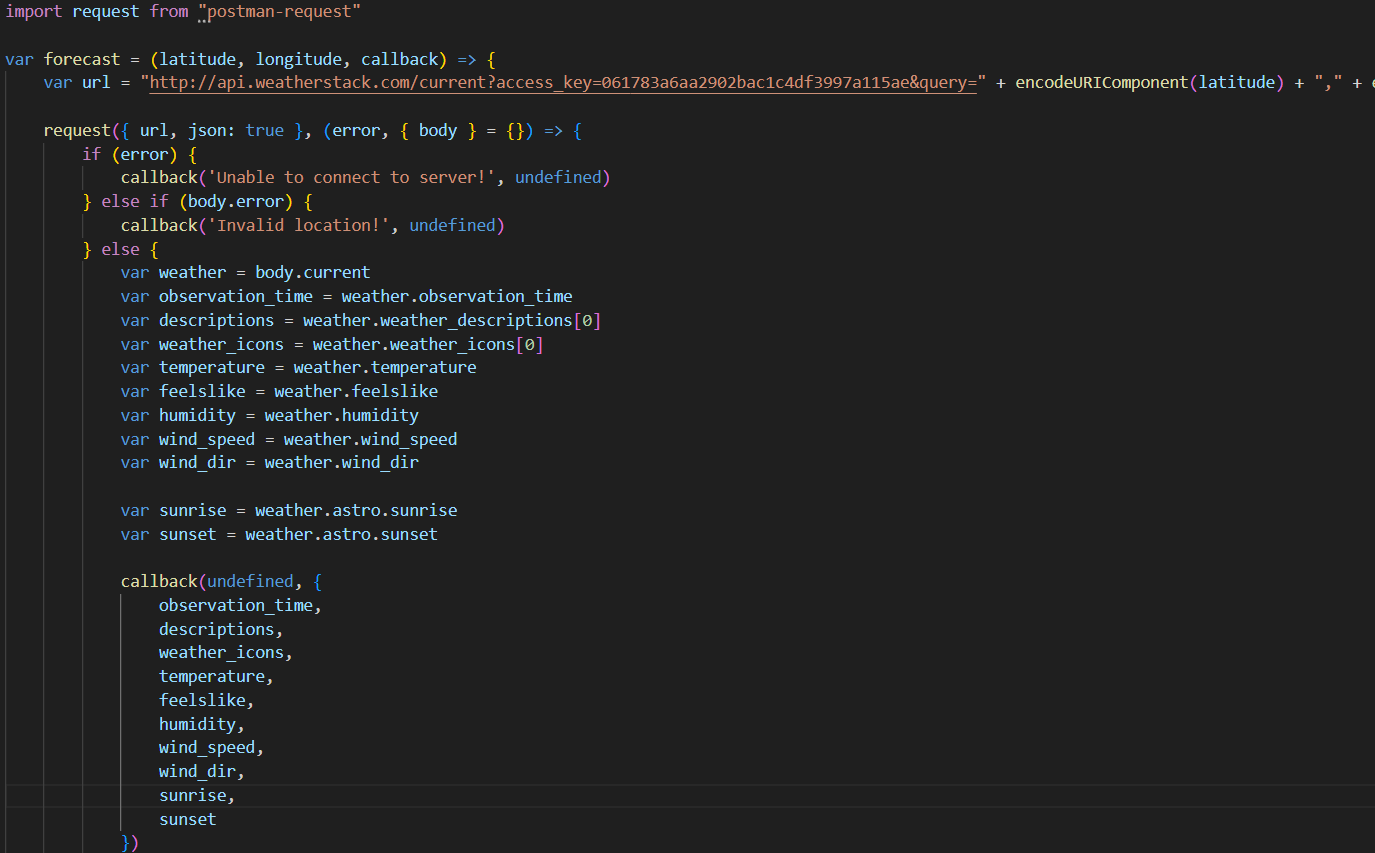 import request from "postman-request"
var forecast = (latitude, longitude, callback) => {
var url = "http://api.weatherstack.com/current?access_key=061783a6aa2902bac1c4df3997a115ae&query=" + encodeURIComponent(latitude) + "," +
request({ url, json: true }, (error, { body } = {}) => {
if (error) {
callback('Unable to connect to server!', undefined)
} else if (body.error) {
callback('Invalid location!', undefined)
} else {
var weather = body.current
var observation_time = weather.observation_time
var descriptions = weather.weather_descriptions[0]
var weather_icons = weather.weather_icons[0]
var temperature = weather.temperature
var feelslike = weather.feelslike
var humidity = weather.humidity
var wind_speed = weather.wind_speed
var wind_dir = weather.wind_dir
var sunrise = weather.astro.sunrise
var sunset = weather.astro.sunset
callback(undefined, {
observation_time,
descriptions,
weather_icons,
temperature,
feelslike,
humidity,
wind_speed,
wind_dir,
sunrise,
sunset
})